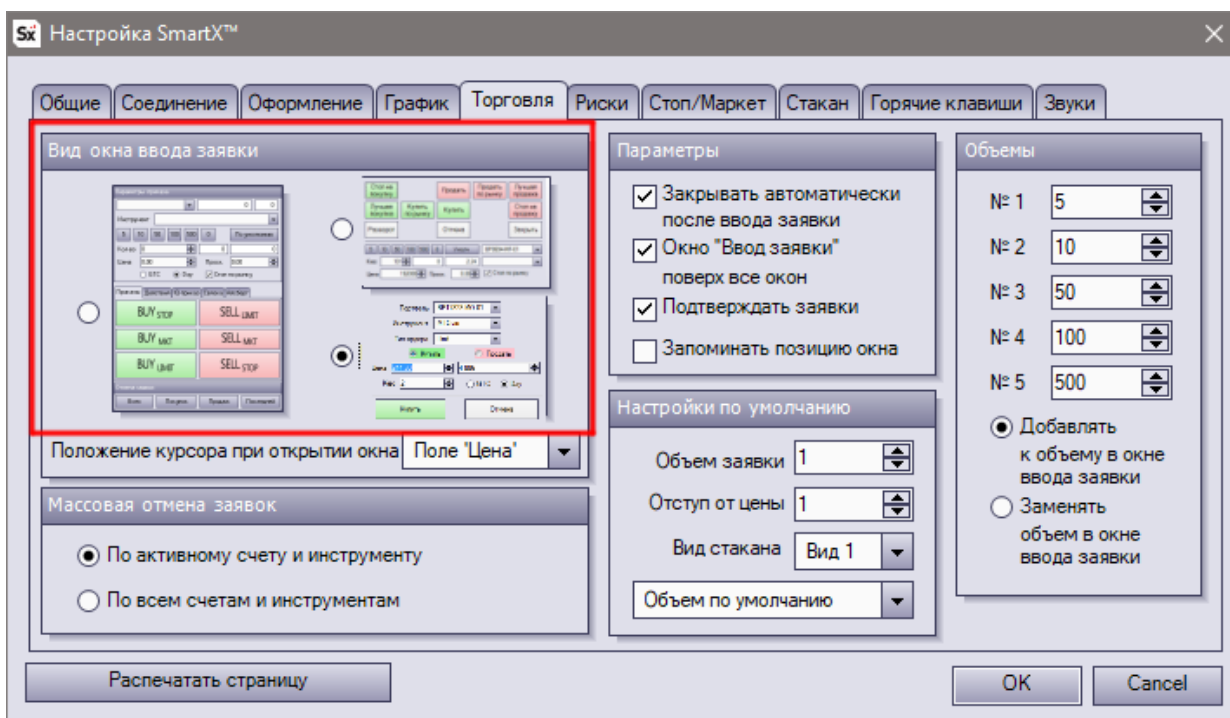 Sx Настройка SmartX™
Общие Соединение Оформление График Торговля Риски Стоп/Маркет Стакан Горячие клавиши Звуки
Вид окна ввода заявки
BUY STOP SELL LIMIT
BUY MKT SELL MKT
BUY LIMIT SELL STOP
Положение курсора при открытии окна Поле "Цена"
Массовая отмена заявок
По активному счету и инструменту
По всем счетам и инструментам
Параметры
Закрывать автоматически
после ввода заявки
Окно "Ввод заявки"
поверх все окон
Подтверждать заявки
Запоминать позицию окна
Настройки по умолчанию
Объем заявки 1
Отступ от цены 1
Вид стакана Вид 1
Объем по умолчанию
Объемы
№ 1 5
№ 2 10
№ 3 50
№ 4 100
№ 5 500
Добавлять
к объему в окне
ввода заявки
Заменять
объем в окне
ввода заявки
Распечатать страницу
OK Cancel